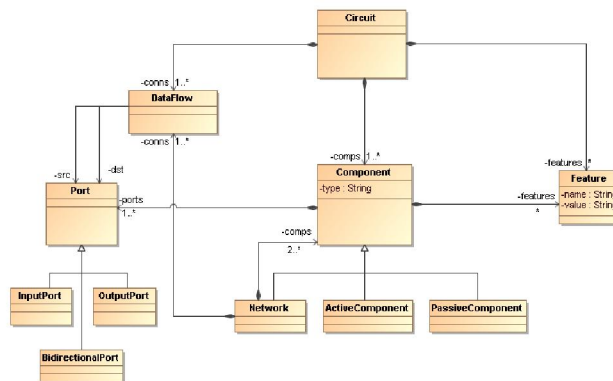 Circuit
-conns 1..*
DataFlow
-conns 1..*
-comps 1..*
-features *
-src
-dst
Component
-type : String
Feature
-name : String
-value : String
Port
-ports
1..*
-features
*
-comps
2..*
InputPort
OutputPort
Network
ActiveComponent
PassiveComponent
BidirectionalPort